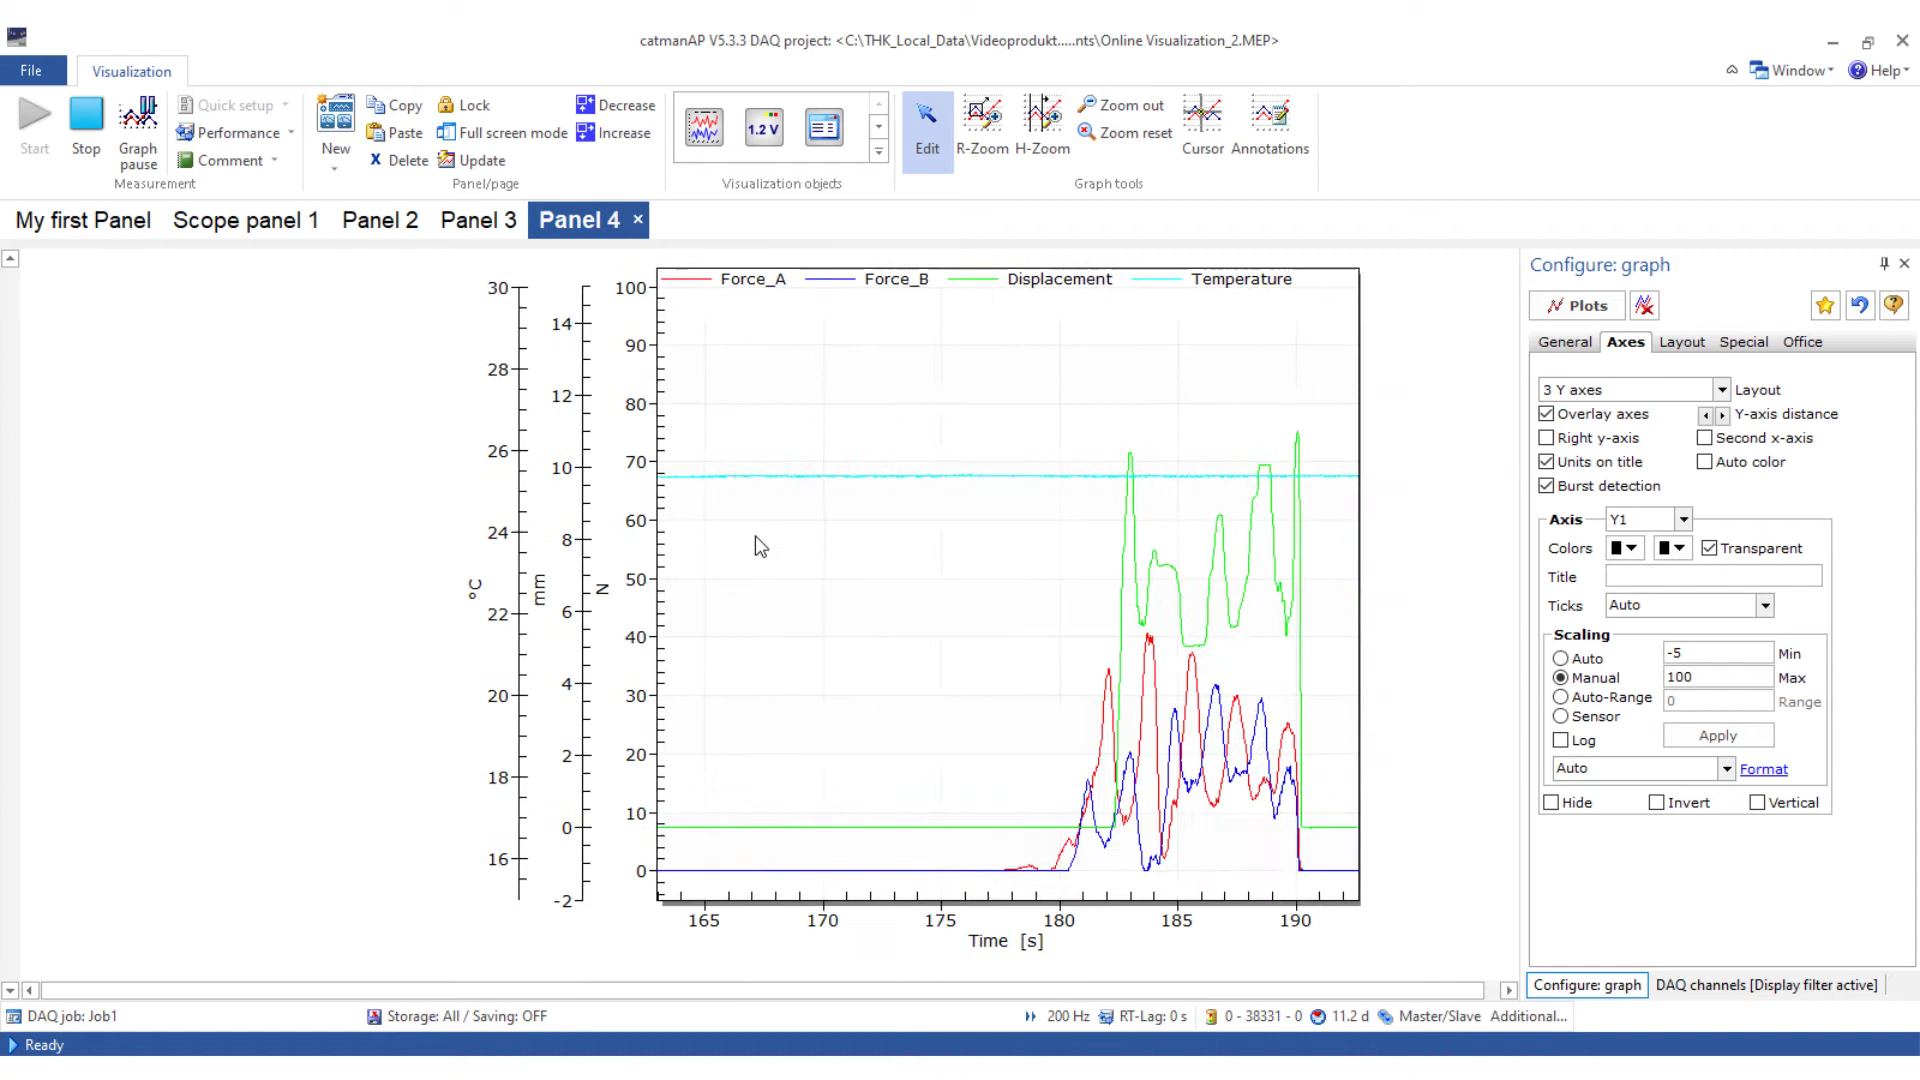 catmanAP V5.3.3 DAQ project: <C:\THK_Local_Data\Videoprodukt.....nts\Online Visualization_2.MEP>
File
Visualization
Window
Help
Start
Stop
Graph pause
Quick setup
Performance
Comment
Measurement
New
Copy
Paste
X Delete
Lock
Full screen mode
Update
Decrease
Increase
Panel/page
1.2 V
Visualization objects
Edit
R-Zoom
H-Zoom
Zoom out
Zoom reset
Cursor
Annotations
Graph tools
My first Panel
Scope panel 1
Panel 2
Panel 3
Panel 4 ×
Force_A
Force_B
Displacement
Temperature
30
28
26
24
22
20
18
16
°C
14
12
10
8
6
4
2
0
-2
mm
100
90
80
70
60
50
40
30
20
10
0
N
165
170
175
180
185
190
Time [s]
Configure: graph
Plots
General
Axes
Layout
Special
Office
3 Y axes
Layout
Overlay axes
Y-axis distance
Right y-axis
Second x-axis
Units on title
Auto color
Burst detection
Axis
Y1
Colors
Transparent
Title
Ticks
Auto
Scaling
Auto
-5
Min
Manual
100
Max
Auto-Range
0
Range
Sensor
Log
Apply
Auto
Format
Hide
Invert
Vertical
Configure: graph
DAQ channels [Display filter active]
DAQ job: Job1
Storage: All / Saving: OFF
200 Hz
RT-Lag: 0 s
0 - 38331 - 0
11.2 d
Master/Slave
Additional...
Ready